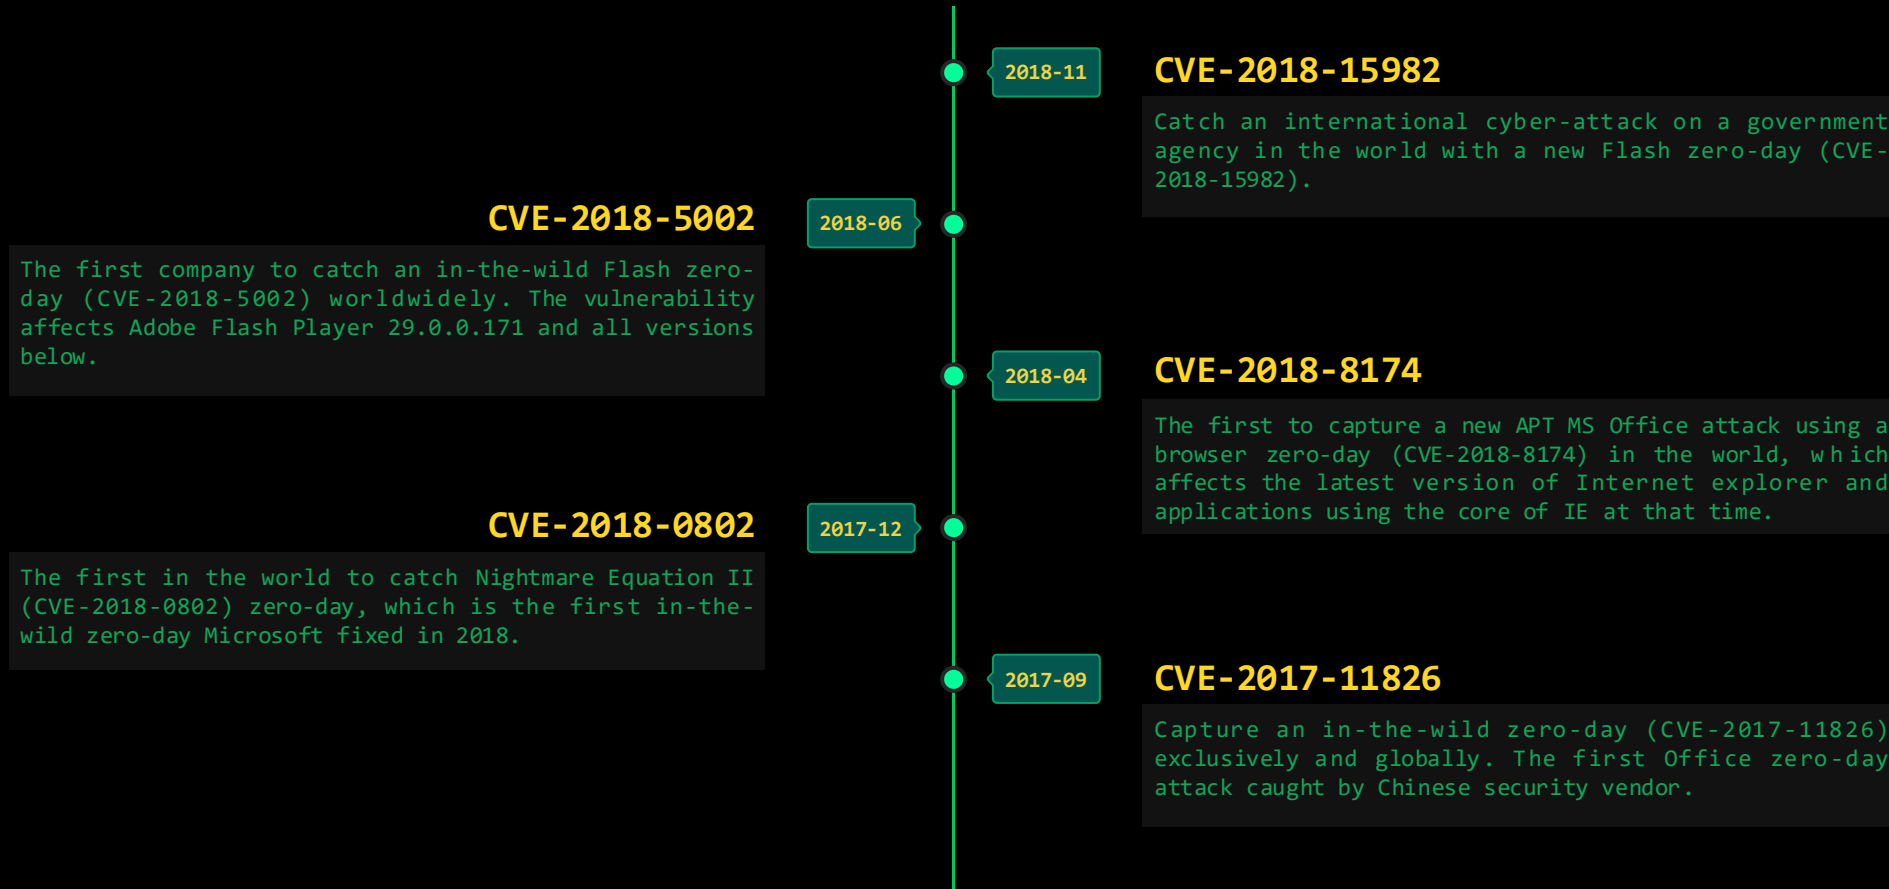 2018-11
CVE-2018-15982
Catch an international cyber-attack on a government
agency in the world with a new Flash zero-day (CVE-
2018-15982).
CVE-2018-5002
2018-06
The first company to catch an in-the-wild Flash zero-
day (CVE-2018-5002) worldwidely. The vulnerability
affects Adobe Flash Player 29.0.0.171 and all versions
below.
2018-04
CVE-2018-8174
The first to capture a new APT MS Office attack using a
browser zero-day (CVE-2018-8174) in the world, which
affects the latest version of Internet explorer and
applications using the core of IE at that time.
CVE-2018-0802
2017-12
The first in the world to catch Nightmare Equation II
(CVE-2018-0802) zero-day, which is the first in-the-
wild zero-day Microsoft fixed in 2018.
2017-09
CVE-2017-11826
Capture an in-the-wild zero-day (CVE-2017-11826)
exclusively and globally. The first Office zero-day
attack caught by Chinese security vendor.